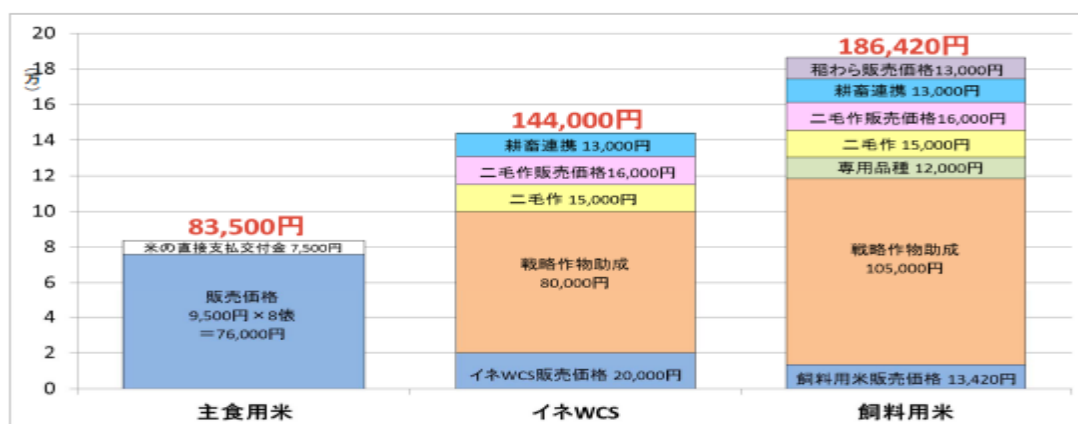 20
18
16
14
12
10
8
6
4
2
0
(万)
83,500円
米の直接支払交付金 7,500円
販売価格
9,500円×8俵
＝76,000円
主食用米
144,000円
耕畜連携 13,000円
二毛作販売価格16,000円
二毛作 15,000円
戦略作物助成
80,000円
イネWCS販売価格 20,000円
イネWCS
186,420円
稲わら販売価格13,000円
耕畜連携 13,000円
二毛作販売価格16,000円
二毛作 15,000円
専用品種 12,000円
戦略作物助成
105,000円
飼料用米販売価格 13,420円
飼料用米